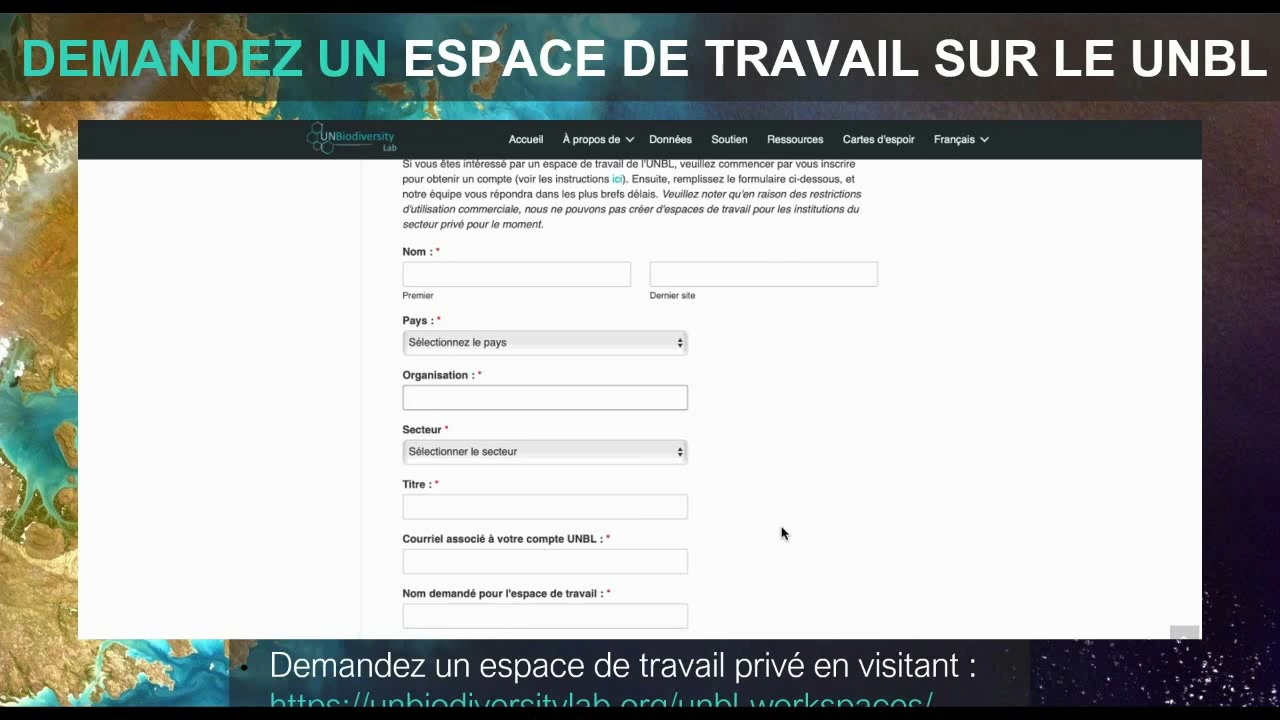 DEMANDEZ UN ESPACE DE TRAVAIL SUR LE UNBL
UNBiodiversity
Lab
Accueil À propos de Données Soutien Ressources Cartes d'espoir Français
Si vous êtes intéressé par un espace de travail de l'UNBL, veuillez commencer par vous inscrire
pour obtenir un compte (voir les instructions ici). Ensuite, remplissez le formulaire ci-dessous, et
notre équipe vous répondra dans les plus brefs délais. Veuillez noter qu'en raison des restrictions
d'utilisation commerciale, nous ne pouvons pas créer d'espaces de travail pour les institutions du
secteur privé pour le moment.
Nom : *
Premier Dernier site
Pays : *
Sélectionnez le pays
Organisation : *
Secteur *
Sélectionner le secteur
Titre : *
Courriel associé à votre compte UNBL : *
Nom demandé pour l'espace de travail : *
• Demandez un espace de travail privé en visitant :
https://unbiodiversitylab.org/unbl-workspaces/